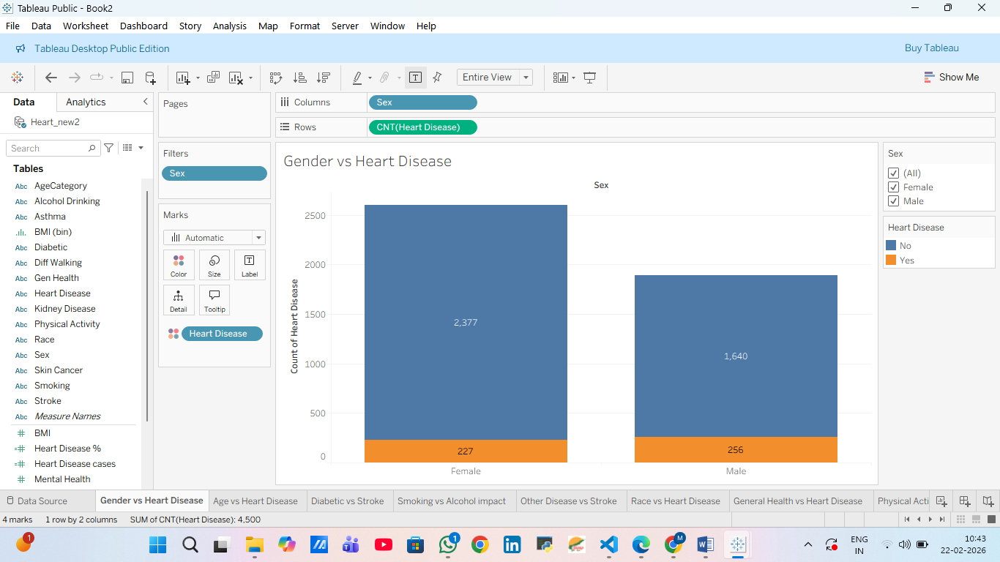 Tableau Public - Book2
File Data Worksheet Dashboard Story Analysis Map Format Server Window Help
Tableau Desktop Public Edition
Buy Tableau
Entire View
Show Me
Data Analytics
Heart_new2
Search
Tables
Abc AgeCategory
Abc Alcohol Drinking
Abc Asthma
BMI (bin)
Abc Diabetic
Abc Diff Walking
Abc Gen Health
Abc Heart Disease
Abc Kidney Disease
Abc Physical Activity
Abc Race
Abc Sex
Abc Skin Cancer
Abc Smoking
Abc Stroke
Abc Measure Names
# BMI
=# Heart Disease %
=# Heart Disease cases
# Mental Health
Pages
Filters
Sex
Marks
Automatic
Color Size Label
Detail Tooltip
Heart Disease
Columns Sex
Rows CNT(Heart Disease)
Gender vs Heart Disease
Sex
Count of Heart Disease
2500
2000
1500
1000
500
0
2,377
227
1,640
256
Female Male
Sex
(All)
Female
Male
Heart Disease
No
Yes
Data Source Gender vs Heart Disease Age vs Heart Disease Diabetic vs Stroke Smoking vs Alcohol impact Other Disease vs Stroke Race vs Heart Disease General Health vs Heart Disease Physical Acti
4 marks 1 row by 2 columns SUM of CNT(Heart Disease): 4,500
1
1
M
ENG
IN
10:43
22-02-2026